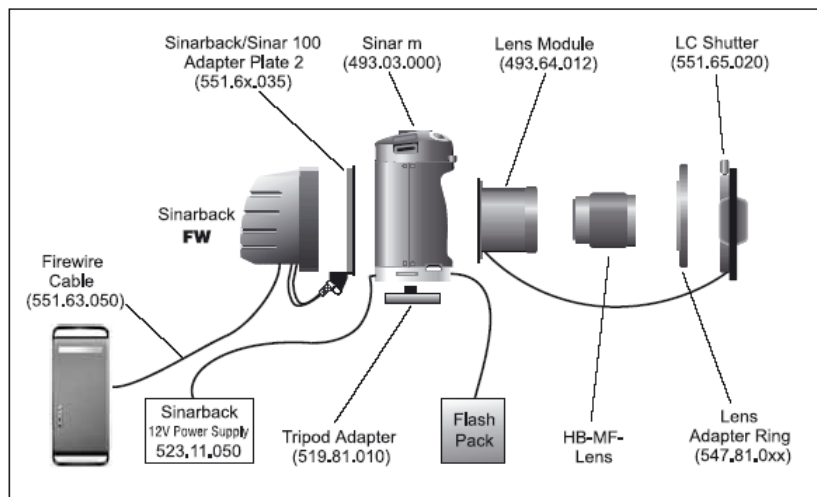 Sinarback/Sinar 100
Adapter Plate 2
(551.6x.035)
Sinar m
(493.03.000)
Lens Module
(493.64.012)
LC Shutter
(551.65.020)
Sinarback
FW
Firewire
Cable
(551.63.050)
Sinarback
12V Power Supply
523.11.050
Tripod Adapter
(519.81.010)
Flash
Pack
HB-MF-
Lens
Lens
Adapter Ring
(547.81.0xx)